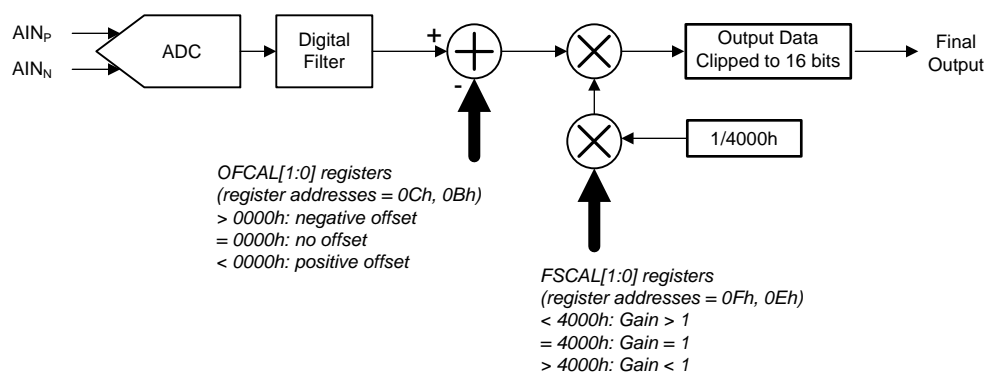 AINP
AINN
ADC
Digital
Filter
+
-
Output Data
Clipped to 16 bits
Final
Output
1/4000h
OFCAL[1:0] registers
(register addresses = 0Ch, 0Bh)
> 0000h: negative offset
= 0000h: no offset
< 0000h: positive offset
FSCAL[1:0] registers
(register addresses = 0Fh, 0Eh)
< 4000h: Gain > 1
= 4000h: Gain = 1
> 4000h: Gain < 1